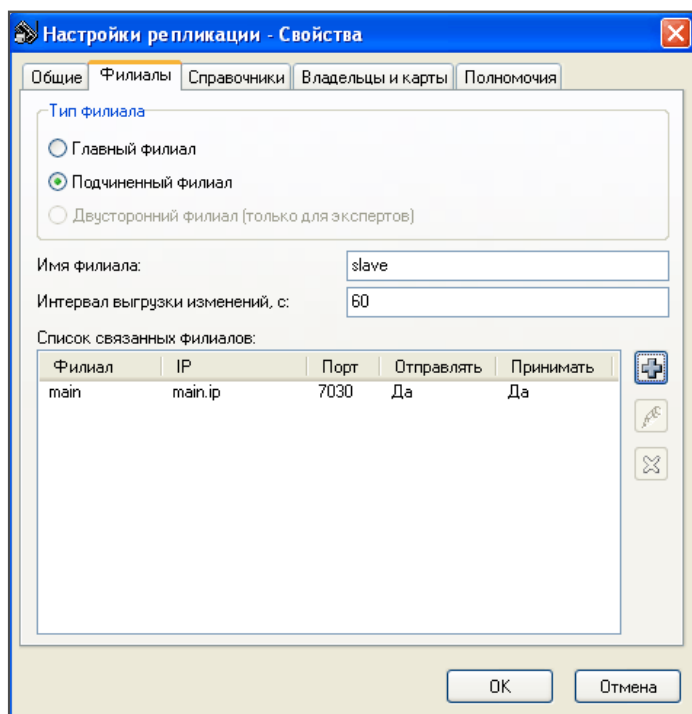 Настройки репликации - Свойства
Общие Филиалы Справочники Владельцы и карты Полномочия
Тип филиала
Главный филиал
Подчиненный филиал
Двусторонний филиал (только для экспертов)
Имя филиала: slave
Интервал выгрузки изменений, с: 60
Список связанных филиалов:
Филиал IP Порт Отправлять Принимать
main main.ip 7030 Да Да
OK Отмена